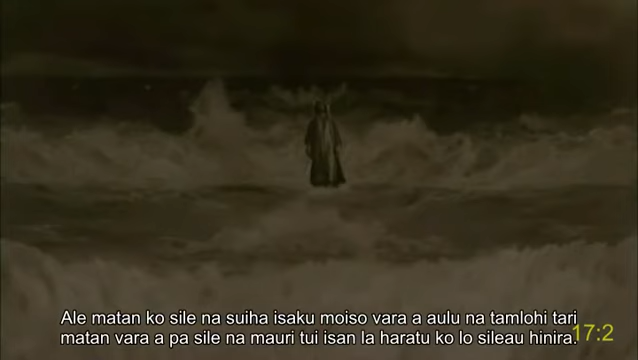 Ale matan ko sile na suiha isaku moiso vara a aulu na tamlohi tari
matan vara a pa sile na mauri tui isan la haratu ko lo sileau hinira.
17:2